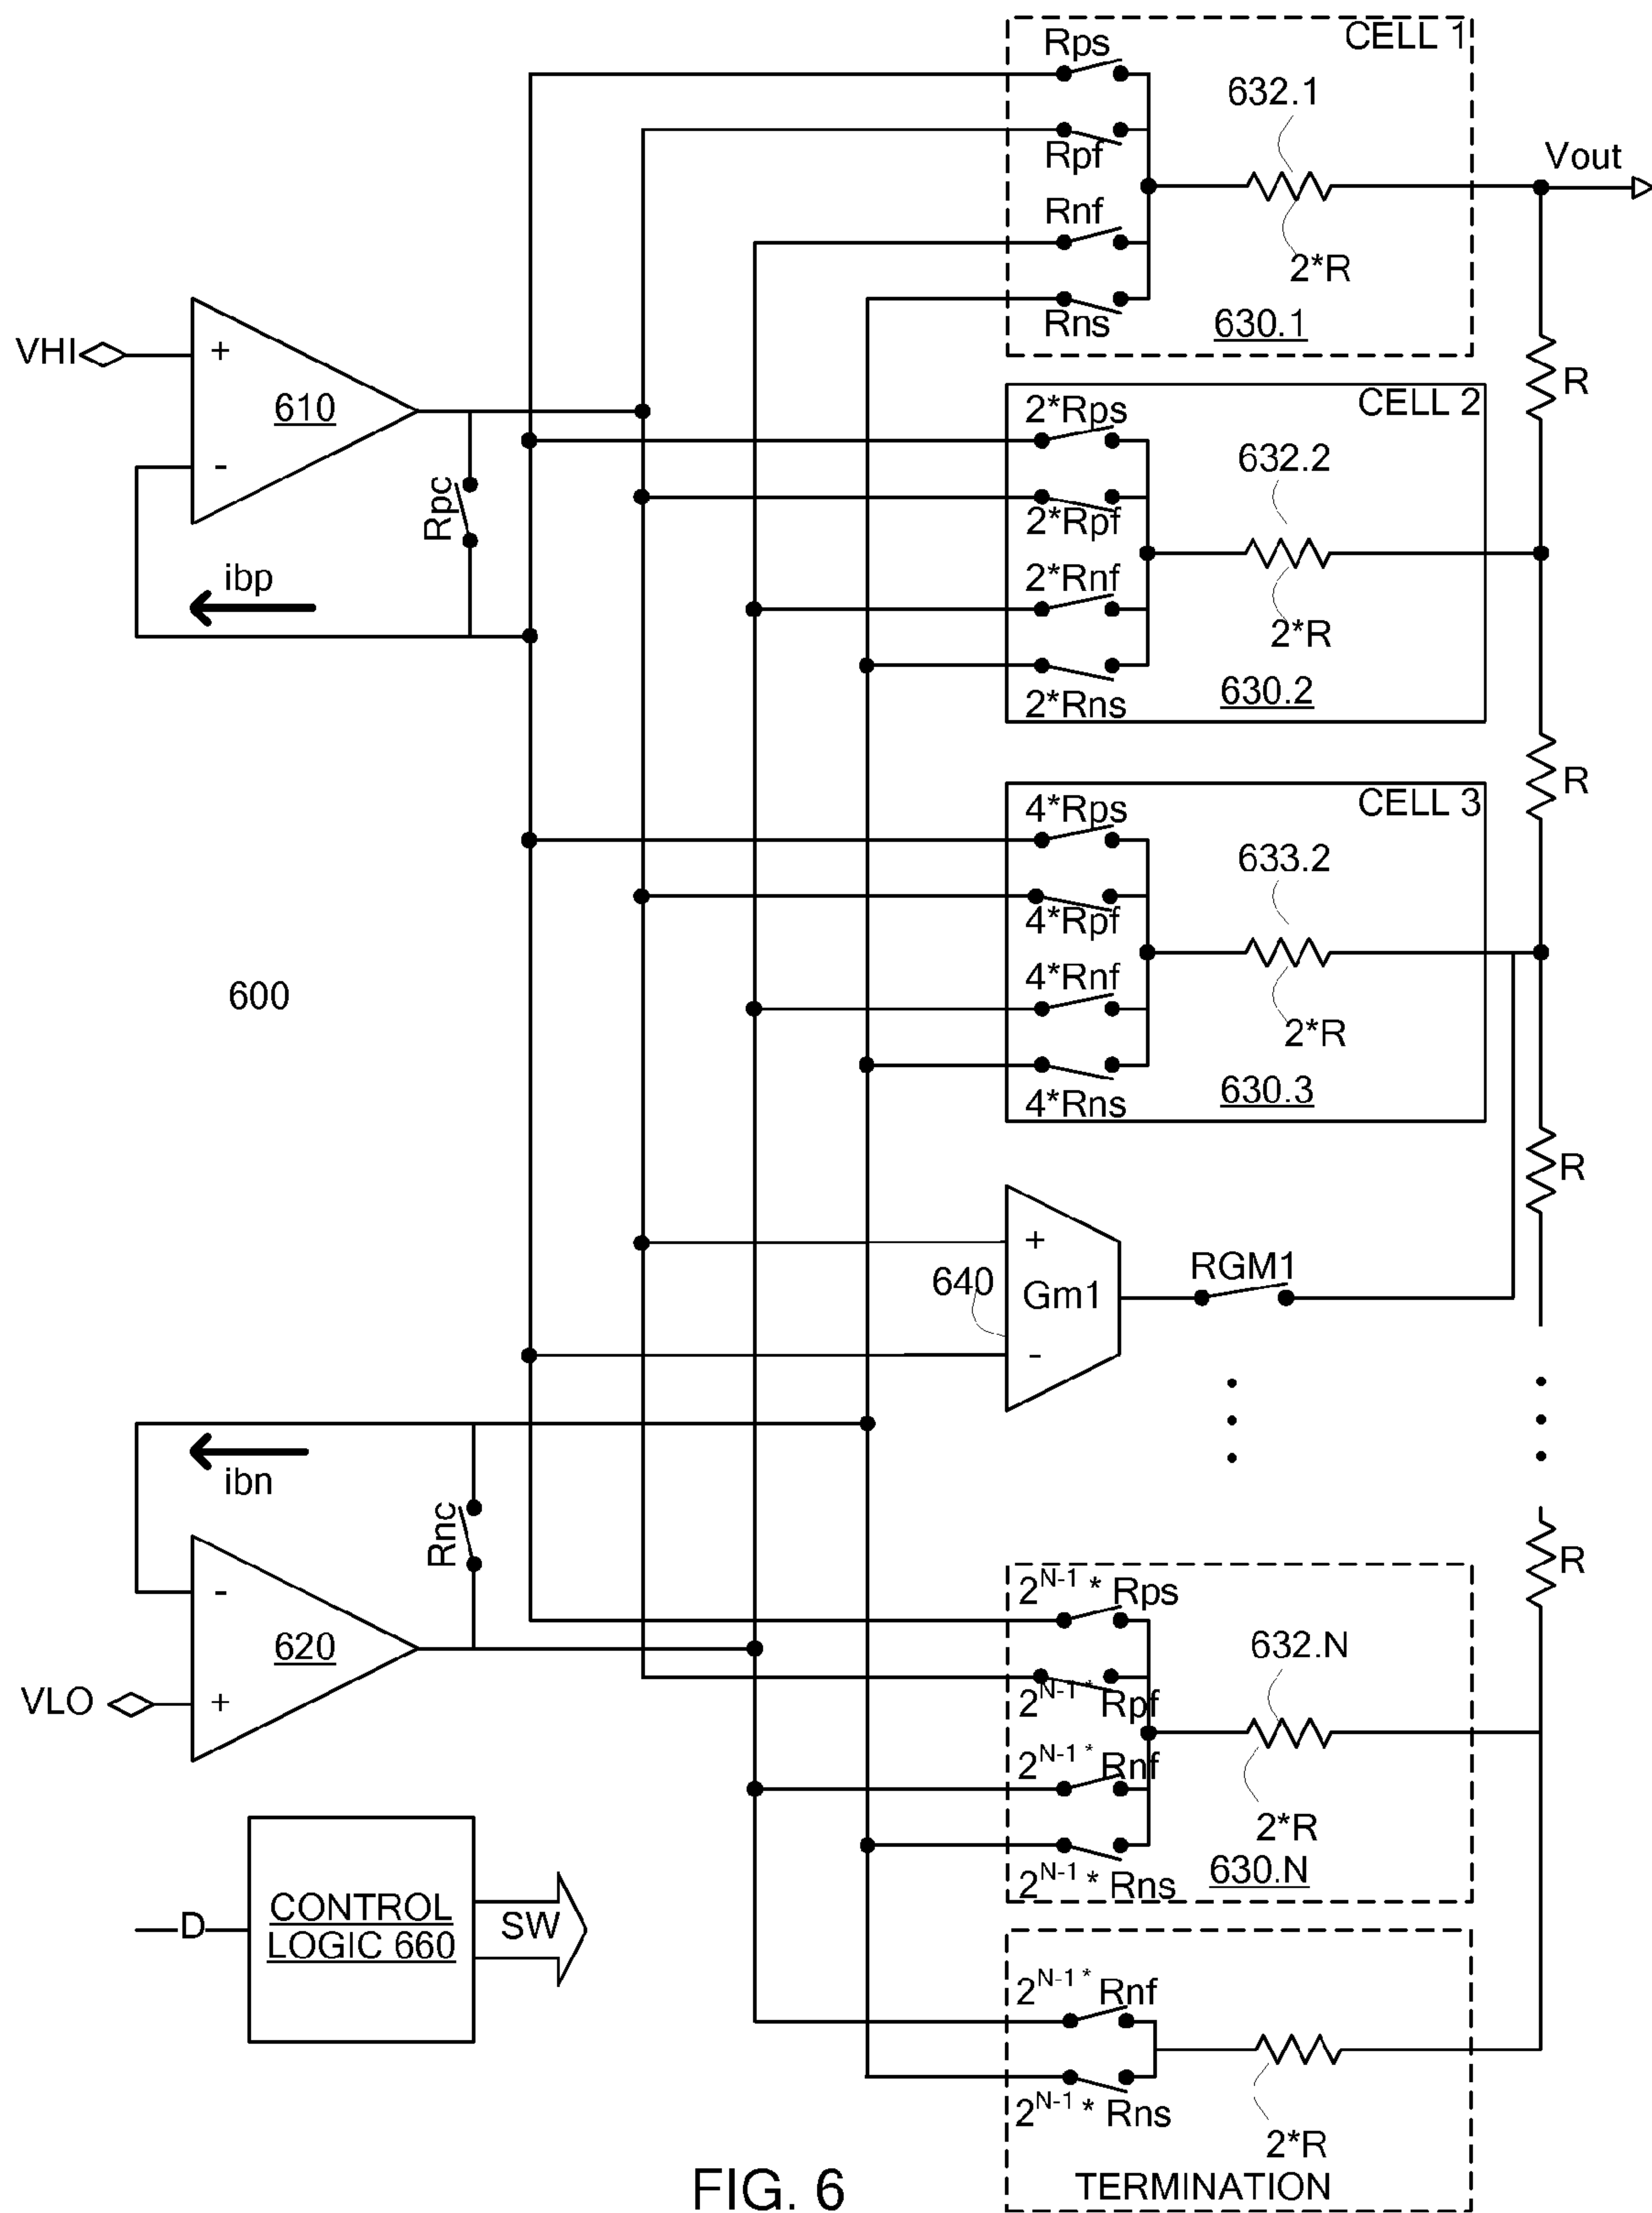 CELL 1
Rps
632.1
Rpf
Vout
Rnf
2*R
Rns
630.1
VHI
+
610
-
R
CELL 2
2*Rps
632.2
2*Rpf
Rpc
2*Rnf
ibp
2*R
630.2
2*Rns
R
CELL 3
4*Rps
633.2
4*Rpf
4*Rnf
600
2*R
630.3
4*Rns
R
+
RGM1
640
Gm1
-
ibn
Rnc
-
620
+
VLO
R
2^N-1 * Rps
632.N
2^N-1 * Rpf
2^N-1 * Rnf
2*R
630.N
2^N-1 * Rns
D
CONTROL
LOGIC 660
SW
2^N-1 * Rnf
2^N-1 * Rns
2*R
TERMINATION
FIG. 6